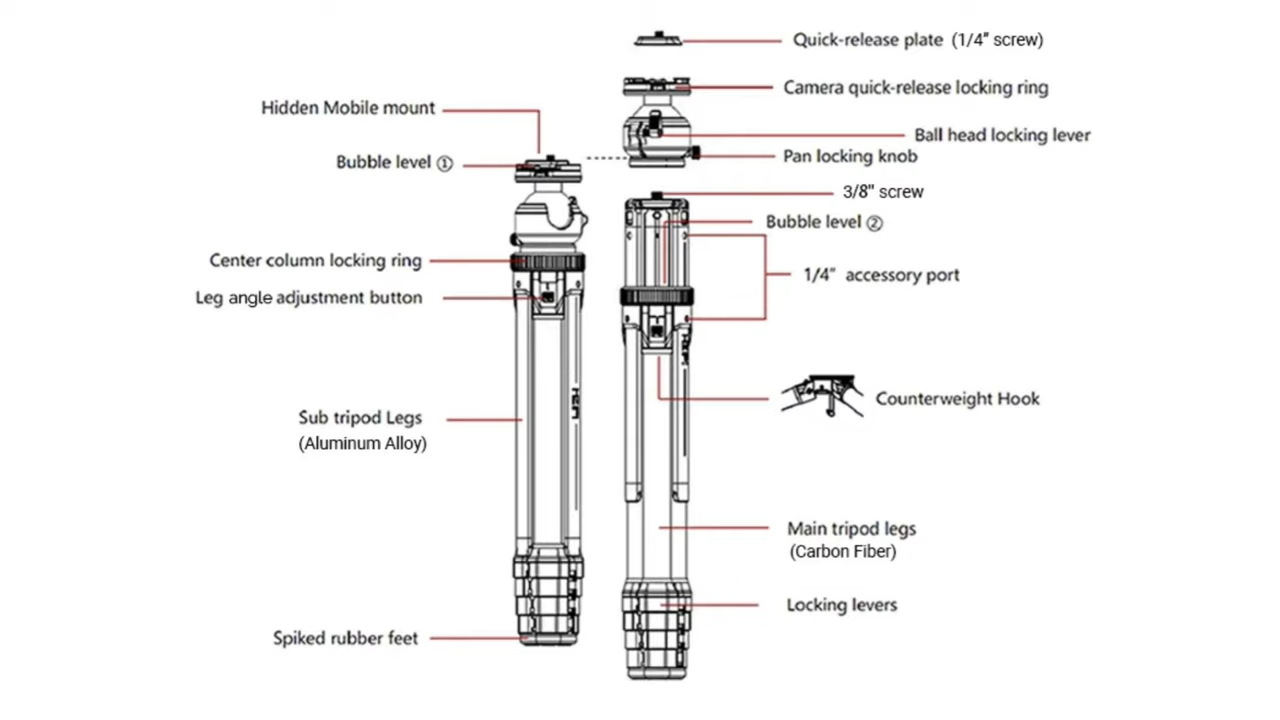 Quick-release plate (1/4" screw)
Camera quick-release locking ring
Hidden Mobile mount
Ball head locking lever
Bubble level ①
Pan locking knob
3/8" screw
Bubble level ②
Center column locking ring
1/4" accessory port
Leg angle adjustment button
Counterweight Hook
Sub tripod Legs
(Aluminum Alloy)
Main tripod legs
(Carbon Fiber)
Locking levers
Spiked rubber feet